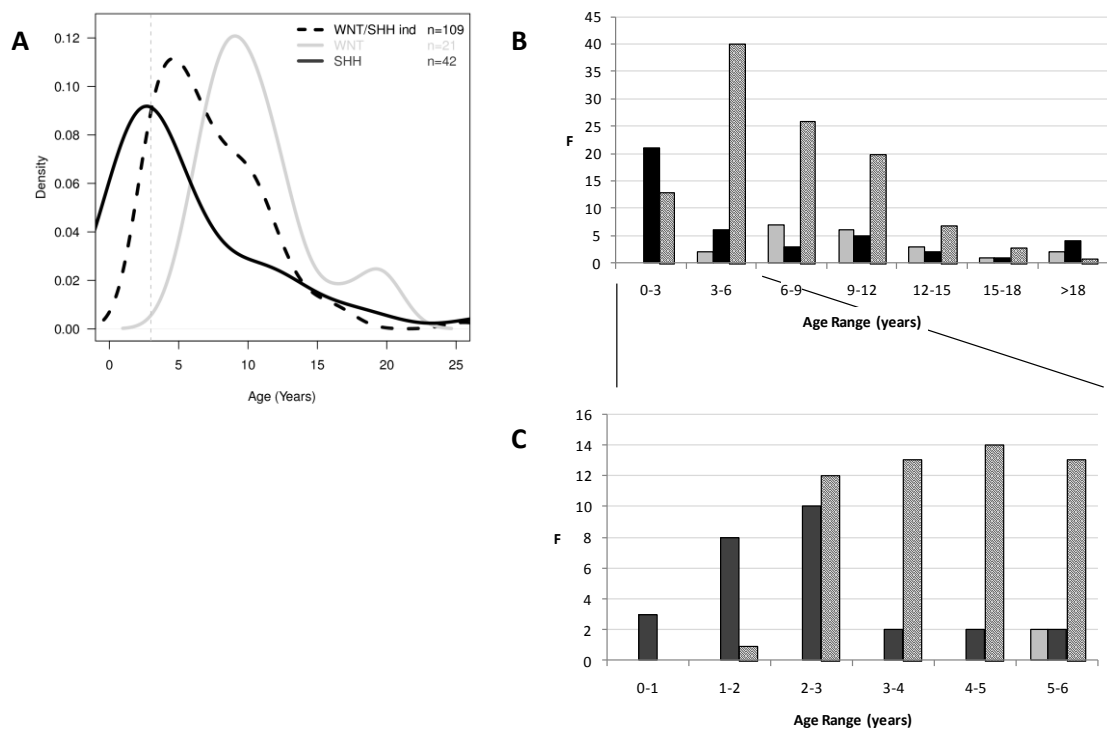 A
WNT/SHH ind n=109
WNT n=21
SHH n=42
0.12
0.10
0.08
0.06
0.04
0.02
0.00
Density
0 5 10 15 20 25
Age (Years)
B
45
40
35
30
25
20
15
10
5
0
F
0-3 3-6 6-9 9-12 12-15 15-18 >18
Age Range (years)
C
16
14
12
10
8
6
4
2
0
F
0-1 1-2 2-3 3-4 4-5 5-6
Age Range (years)